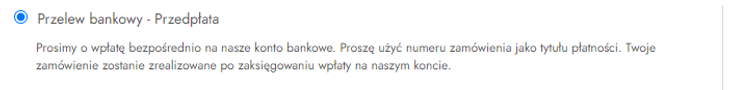 Przelew bankowy - Przedpłata
Prosimy o wpłatę bezpośrednio na nasze konto bankowe. Proszę użyć numeru zamówienia jako tytułu płatności. Twoje
zamówienie zostanie zrealizowane po zaksięgowaniu wpłaty na naszym koncie.